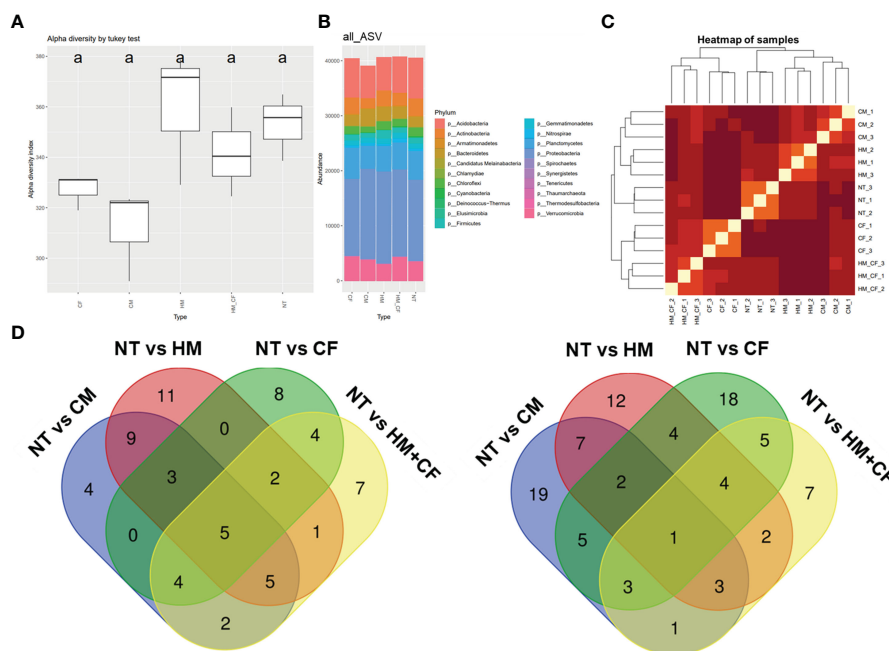 A
Alpha diversity by tukey test
a a a a a
380
360
340
320
300
Alpha diversity index
CF CM HM HM_CF NT
Type
B
all_ASV
40000
30000
20000
10000
0
Abundance
CF CM HM HM_CF NT
Type
Phylum
p__Acidobacteria
p__Actinobacteria
p__Armatimonadetes
p__Bacteroidetes
p__Candidatus Melainabacteria
p__Chlamydiae
p__Chloroflexi
p__Cyanobacteria
p__Deinococcus-Thermus
p__Elusimicrobia
p__Firmicutes
p__Gemmatimonadetes
p__Nitrospirae
p__Planctomycetes
p__Proteobacteria
p__Spirochaetes
p__Synergistetes
p__Tenericutes
p__Thaumarchaeota
p__Thermodesulfobacteria
p__Verrucomicrobia
C
Heatmap of samples
CM_1
CM_2
CM_3
HM_2
HM_1
HM_3
NT_3
NT_1
NT_2
CF_1
CF_2
CF_3
HM_CF_3
HM_CF_1
HM_CF_2
HM_CF_2 HM_CF_1 HM_CF_3 CF_3 CF_2 CF_1 NT_2 NT_1 NT_3 HM_3 HM_1 HM_2 CM_3 CM_2 CM_1
D
NT vs CM
NT vs HM
NT vs CF
NT vs HM+CF
11 8
9 0 4
4 3 2 7
0 5 1
4 5
2
NT vs CM
NT vs HM
NT vs CF
NT vs HM+CF
12 18
7 4 5
19 2 4 7
5 1 2
3 3
1